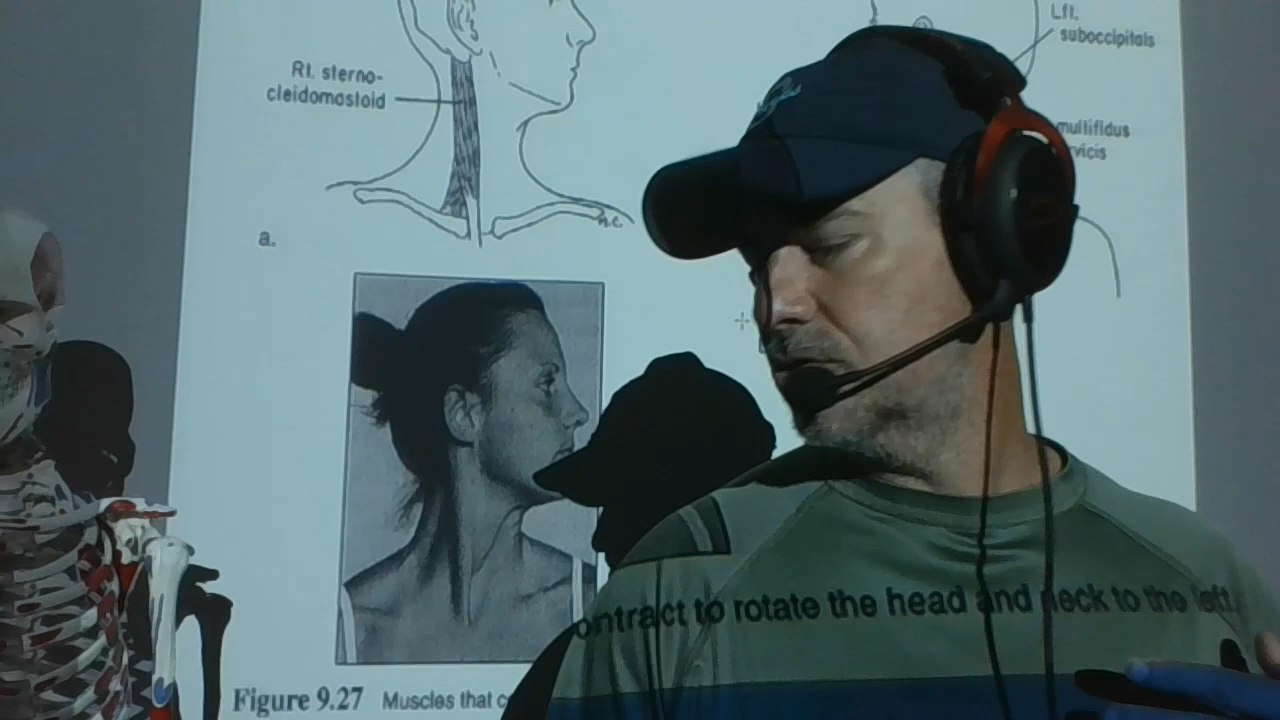 Lft.
suboccipitals
Rt. sterno-
cleidomastoid
multifidus
a.
ontract to rotate the head and neck to the left.
Figure 9.27 Muscles that